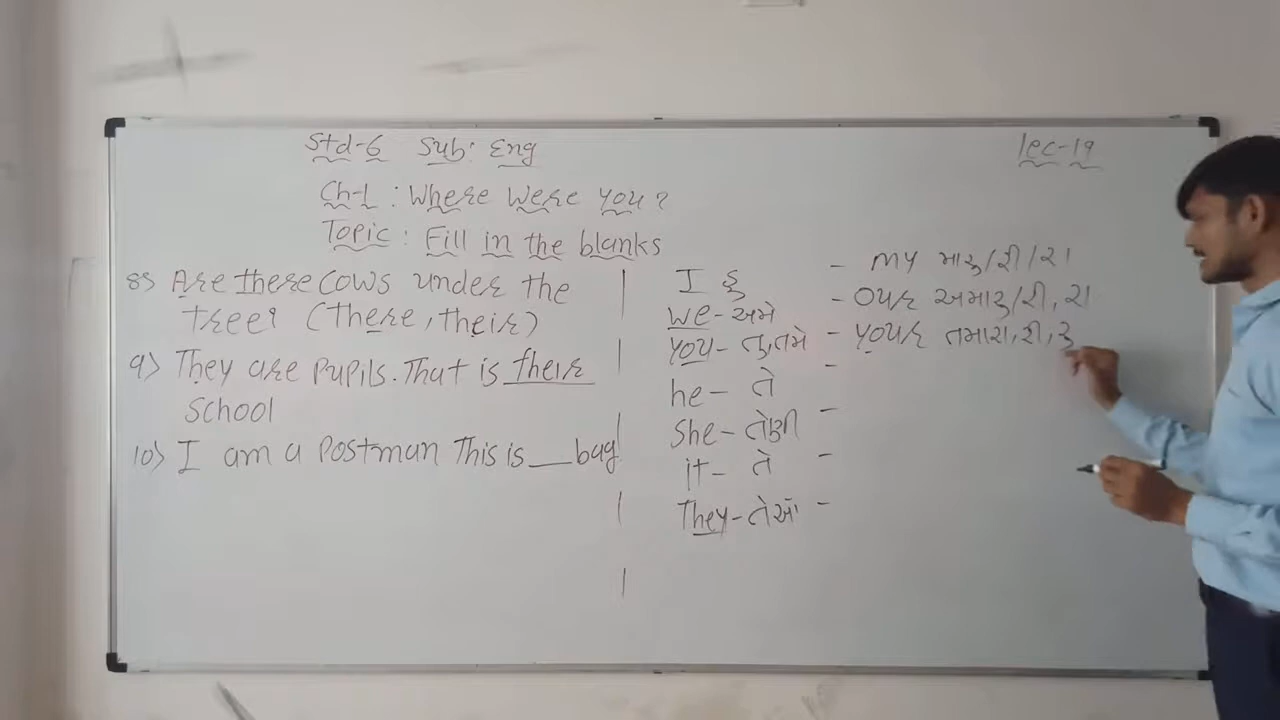 Std-6 Sub: Eng
lec-19
Ch-1 : Where Were You?
Topic : Fill in the blanks
8) Are there cows under the
tree? (there, their)
9) They are pupils. That is their
School
10) I am a Postman This is __ bag
I હું - my મારૂ/રી/રા
We - અમે - our અમારૂ/રી, રા
You - તુ, તમે - your તમારા, રી, રૂ
he - તે -
She - તેણી -
it - તે -
They - તેઓ -